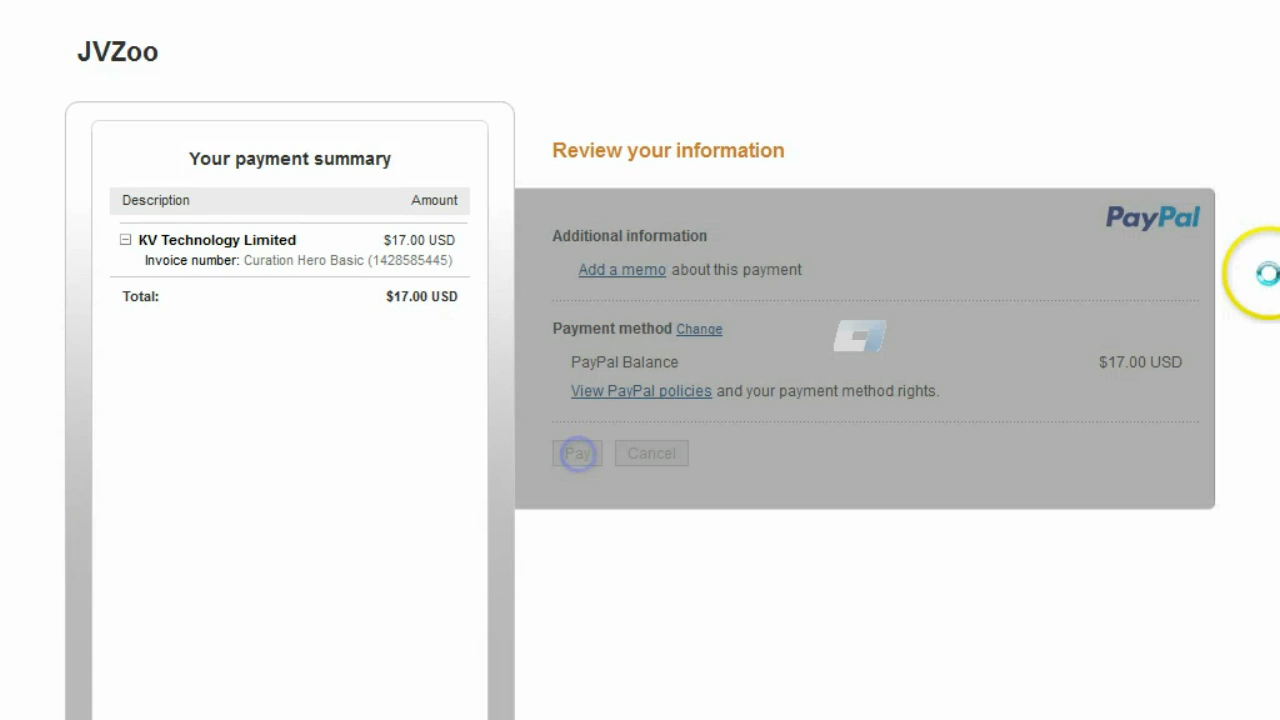 JVZoo
Your payment summary
Description Amount
KV Technology Limited $17.00 USD
Invoice number: Curation Hero Basic (1428585445)
Total: $17.00 USD
Review your information
PayPal
Additional information
Add a memo about this payment
Payment method Change
PayPal Balance $17.00 USD
View PayPal policies and your payment method rights.
Pay Cancel